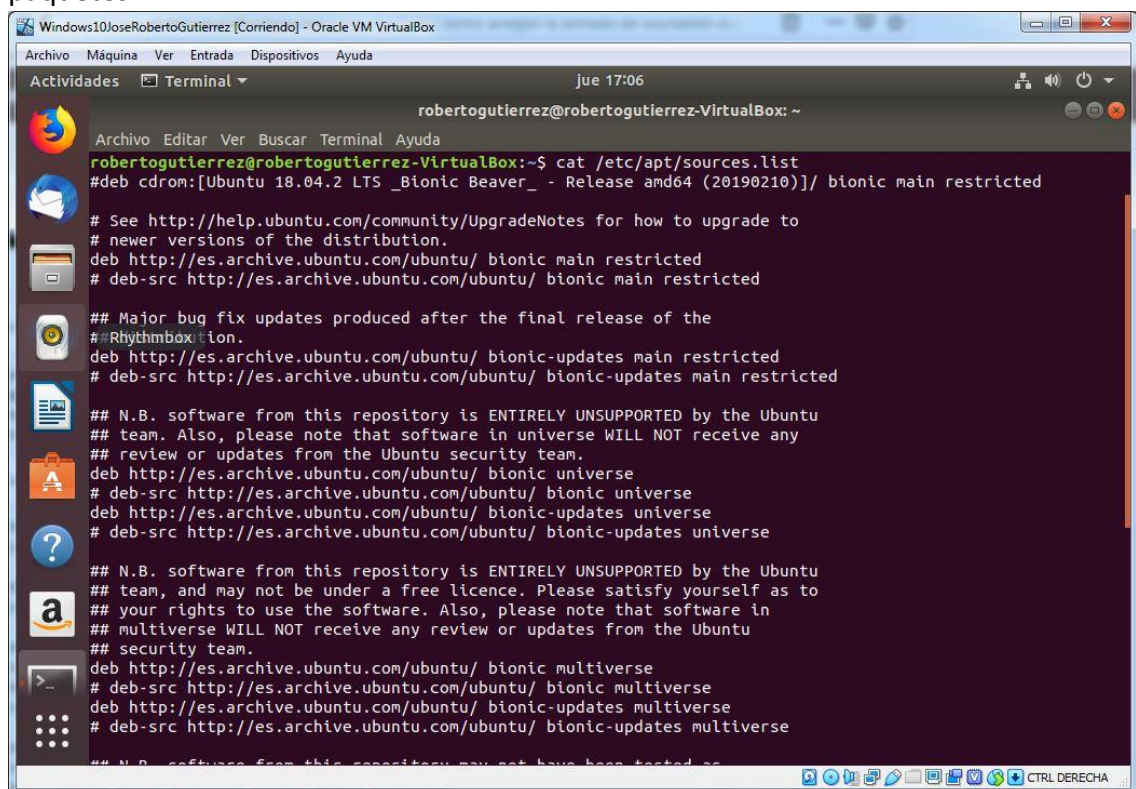 Windows10JoseRobertoGutierrez [Corriendo] - Oracle VM VirtualBox
Archivo Máquina Ver Entrada Dispositivos Ayuda
Actividades Terminal jue 17:06
robertogutierrez@robertogutierrez-VirtualBox: ~
Archivo Editar Ver Buscar Terminal Ayuda
robertogutierrez@robertogutierrez-VirtualBox:~$ cat /etc/apt/sources.list
#deb cdrom:[Ubuntu 18.04.2 LTS _Bionic Beaver_ - Release amd64 (20190210)]/ bionic main restricted
# See http://help.ubuntu.com/community/UpgradeNotes for how to upgrade to
# newer versions of the distribution.
deb http://es.archive.ubuntu.com/ubuntu/ bionic main restricted
# deb-src http://es.archive.ubuntu.com/ubuntu/ bionic main restricted
## Major bug fix updates produced after the final release of the
Rhythmbox
deb http://es.archive.ubuntu.com/ubuntu/ bionic-updates main restricted
# deb-src http://es.archive.ubuntu.com/ubuntu/ bionic-updates main restricted
## N.B. software from this repository is ENTIRELY UNSUPPORTED by the Ubuntu
## team. Also, please note that software in universe WILL NOT receive any
## review or updates from the Ubuntu security team.
deb http://es.archive.ubuntu.com/ubuntu/ bionic universe
# deb-src http://es.archive.ubuntu.com/ubuntu/ bionic universe
deb http://es.archive.ubuntu.com/ubuntu/ bionic-updates universe
# deb-src http://es.archive.ubuntu.com/ubuntu/ bionic-updates universe
## N.B. software from this repository is ENTIRELY UNSUPPORTED by the Ubuntu
## team, and may not be under a free licence. Please satisfy yourself as to
## your rights to use the software. Also, please note that software in
## multiverse WILL NOT receive any review or updates from the Ubuntu
## security team.
deb http://es.archive.ubuntu.com/ubuntu/ bionic multiverse
# deb-src http://es.archive.ubuntu.com/ubuntu/ bionic multiverse
deb http://es.archive.ubuntu.com/ubuntu/ bionic-updates multiverse
# deb-src http://es.archive.ubuntu.com/ubuntu/ bionic-updates multiverse
## N.B. software from this repository may not have been tested as
CTRL DERECHA